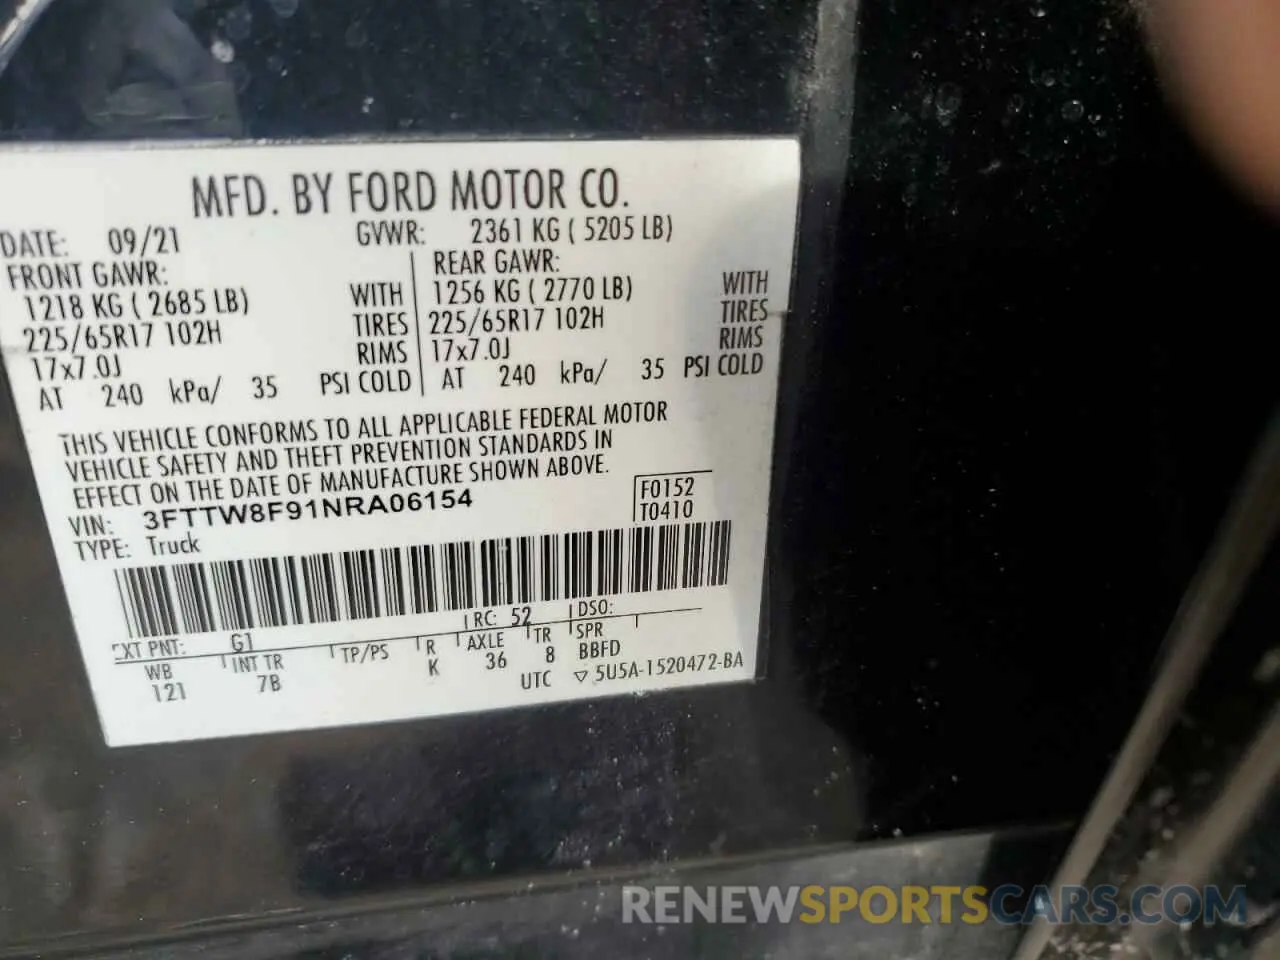 MFD. BY FORD MOTOR CO.
DATE: 09/21 GVWR: 2361 KG ( 5205 LB)
FRONT GAWR: REAR GAWR:
1218 KG ( 2685 LB) WITH 1256 KG ( 2770 LB) WITH
225/65R17 102H TIRES 225/65R17 102H TIRES
17x7.0J RIMS 17x7.0J RIMS
AT 240 kPa/ 35 PSI COLD AT 240 kPa/ 35 PSI COLD
THIS VEHICLE CONFORMS TO ALL APPLICABLE FEDERAL MOTOR
VEHICLE SAFETY AND THEFT PREVENTION STANDARDS IN
EFFECT ON THE DATE OF MANUFACTURE SHOWN ABOVE.
VIN: 3FTTW8F91NRA06154 F0152
TYPE: Truck T0410
EXT PNT: G1 RC: 52 DSO:
WB INT TR TP/PS R AXLE TR SPR
121 7B K 36 8 BBFD
UTC ▽ 5U5A-1520472-BA
RENEWSPORTSCARS.COM